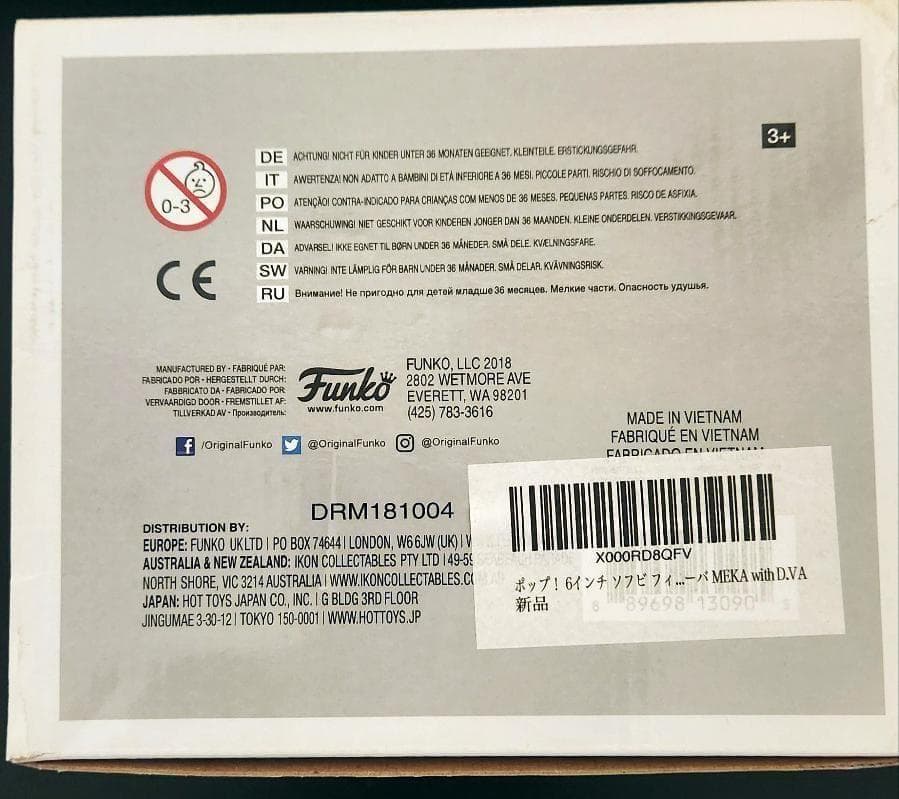 3+
0-3
DE ACHTUNG! NICHT FÜR KINDER UNTER 36 MONATEN GEEIGNET. KLEINTEILE. ERSTICKUNGSGEFAHR.
IT AVVERTENZA! NON ADATTO A BAMBINI DI ETÀ INFERIORE A 36 MESI. PICCOLE PARTI. RISCHIO DI SOFFOCAMENTO.
PO ATENÇÃO! CONTRA-INDICADO PARA CRIANÇAS COM MENOS DE 36 MESES. PEQUENAS PARTES. RISCO DE ASFIXIA.
NL WAARSCHUWING! NIET GESCHIKT VOOR KINDEREN JONGER DAN 36 MAANDEN. KLEINE ONDERDELEN. VERSTIKKINGSGEVAAR.
DA ADVARSEL! IKKE EGNET TIL BØRN UNDER 36 MÅNEDER. SMÅ DELE. KVÆLNINGSFARE.
SW VARNING! INTE LÄMPLIG FÖR BARN UNDER 36 MÅNADER. SMÅ DELAR. KVÄVNINGSRISK.
RU Внимание! Не пригодно для детей младше 36 месяцев. Мелкие части. Опасность удушья.
CE
MANUFACTURED BY - FABRIQUÉ PAR:
FABRICADO POR - HERGESTELLT DURCH:
FABBRICATO DA - FABRICADO POR:
VERVAARDIGD DOOR - FREMSTILLET AF:
TILLVERKAD AV - Производитель:
Funko
www.funko.com
FUNKO, LLC 2018
2802 WETMORE AVE
EVERETT, WA 98201
(425) 783-3616
/OriginalFunko @OriginalFunko @OriginalFunko
MADE IN VIETNAM
FABRIQUÉ EN VIETNAM
FABRICADO EN VIETNAM
DRM181004
DISTRIBUTION BY:
EUROPE: FUNKO UK LTD | PO BOX 74644 | LONDON, W6 6JW (UK) |
AUSTRALIA & NEW ZEALAND: IKON COLLECTABLES PTY LTD | 49-
NORTH SHORE, VIC 3214 AUSTRALIA | WWW.IKONCOLLECTABLES.
JAPAN: HOT TOYS JAPAN CO., INC. | G BLDG 3RD FLOOR
JINGUMAE 3-30-12 | TOKYO 150-0001 | WWW.HOTTOYS.JP
X000RD8QFV
ポップ! 6インチ ソフビ フィ...ーバ MEKA with D.VA
新品
8 89698 13090